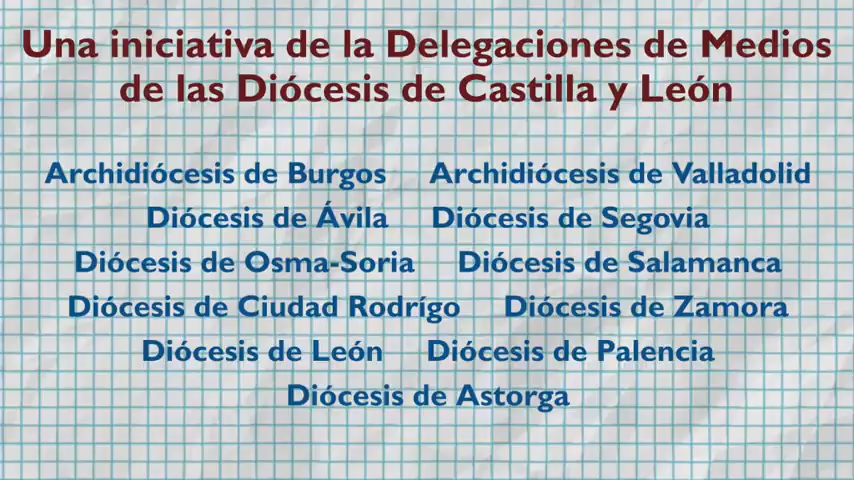 Una iniciativa de la Delegaciones de Medios
de las Diócesis de Castilla y León
Archidiócesis de Burgos Archidiócesis de Valladolid
Diócesis de Ávila Diócesis de Segovia
Diócesis de Osma-Soria Diócesis de Salamanca
Diócesis de Ciudad Rodrígo Diócesis de Zamora
Diócesis de León Diócesis de Palencia
Diócesis de Astorga